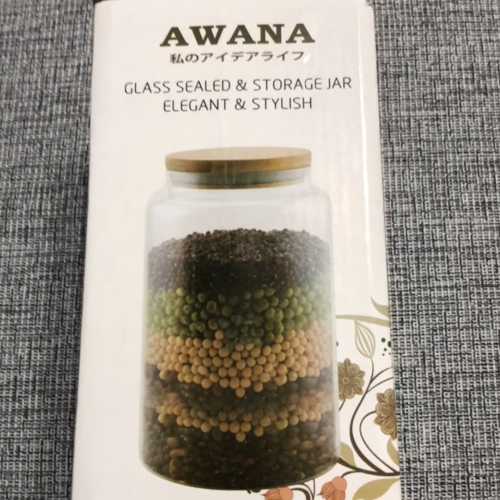 AWANA
私のアイデアライフ
GLASS SEALED & STORAGE JAR
ELEGANT & STYLISH